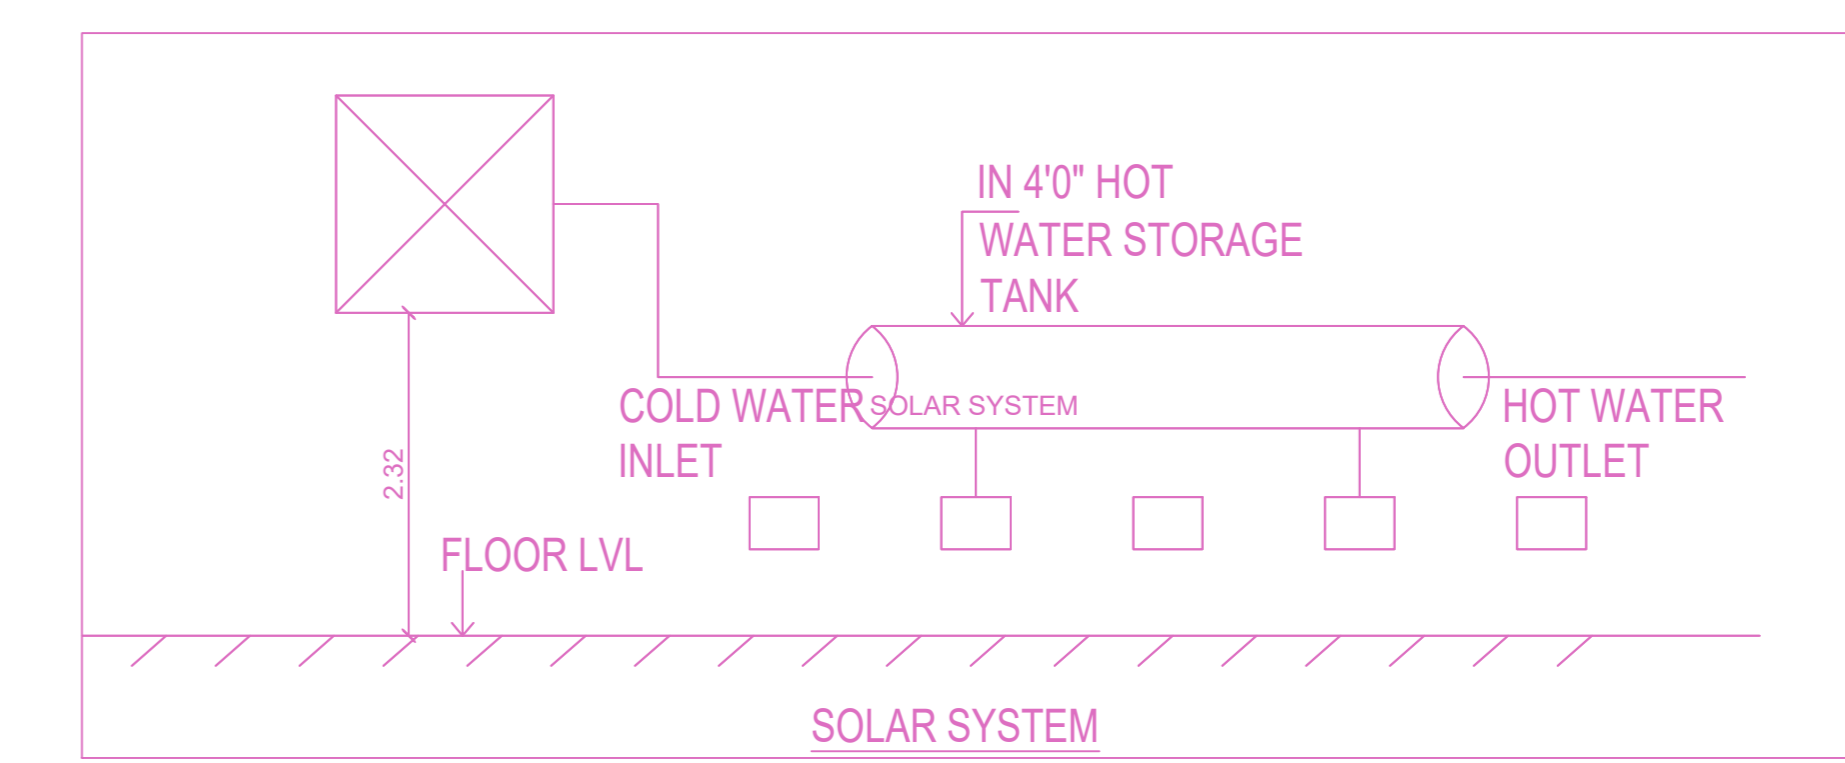 IN 4'0" HOT
WATER STORAGE
TANK
COLD WATER
INLET
SOLAR SYSTEM
HOT WATER
OUTLET
2.32
FLOOR LVL
SOLAR SYSTEM